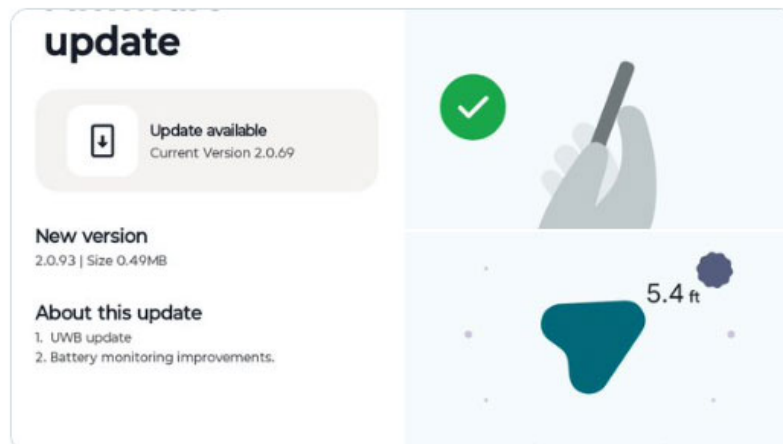 update
Update available
Current Version 2.0.69
New version
2.0.93 | Size 0.49MB
About this update
1. UWB update
2. Battery monitoring improvements.
5.4 ft